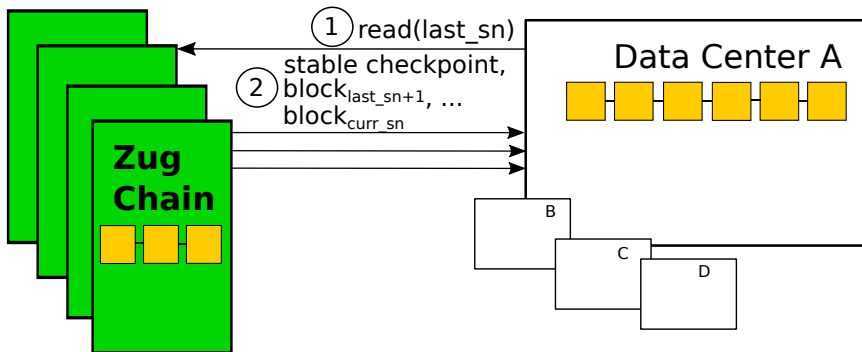 1 read(last_sn)
2 stable checkpoint,
block_last_sn+1, ...
block_curr_sn
Data Center A
Zug
Chain
B
C
D